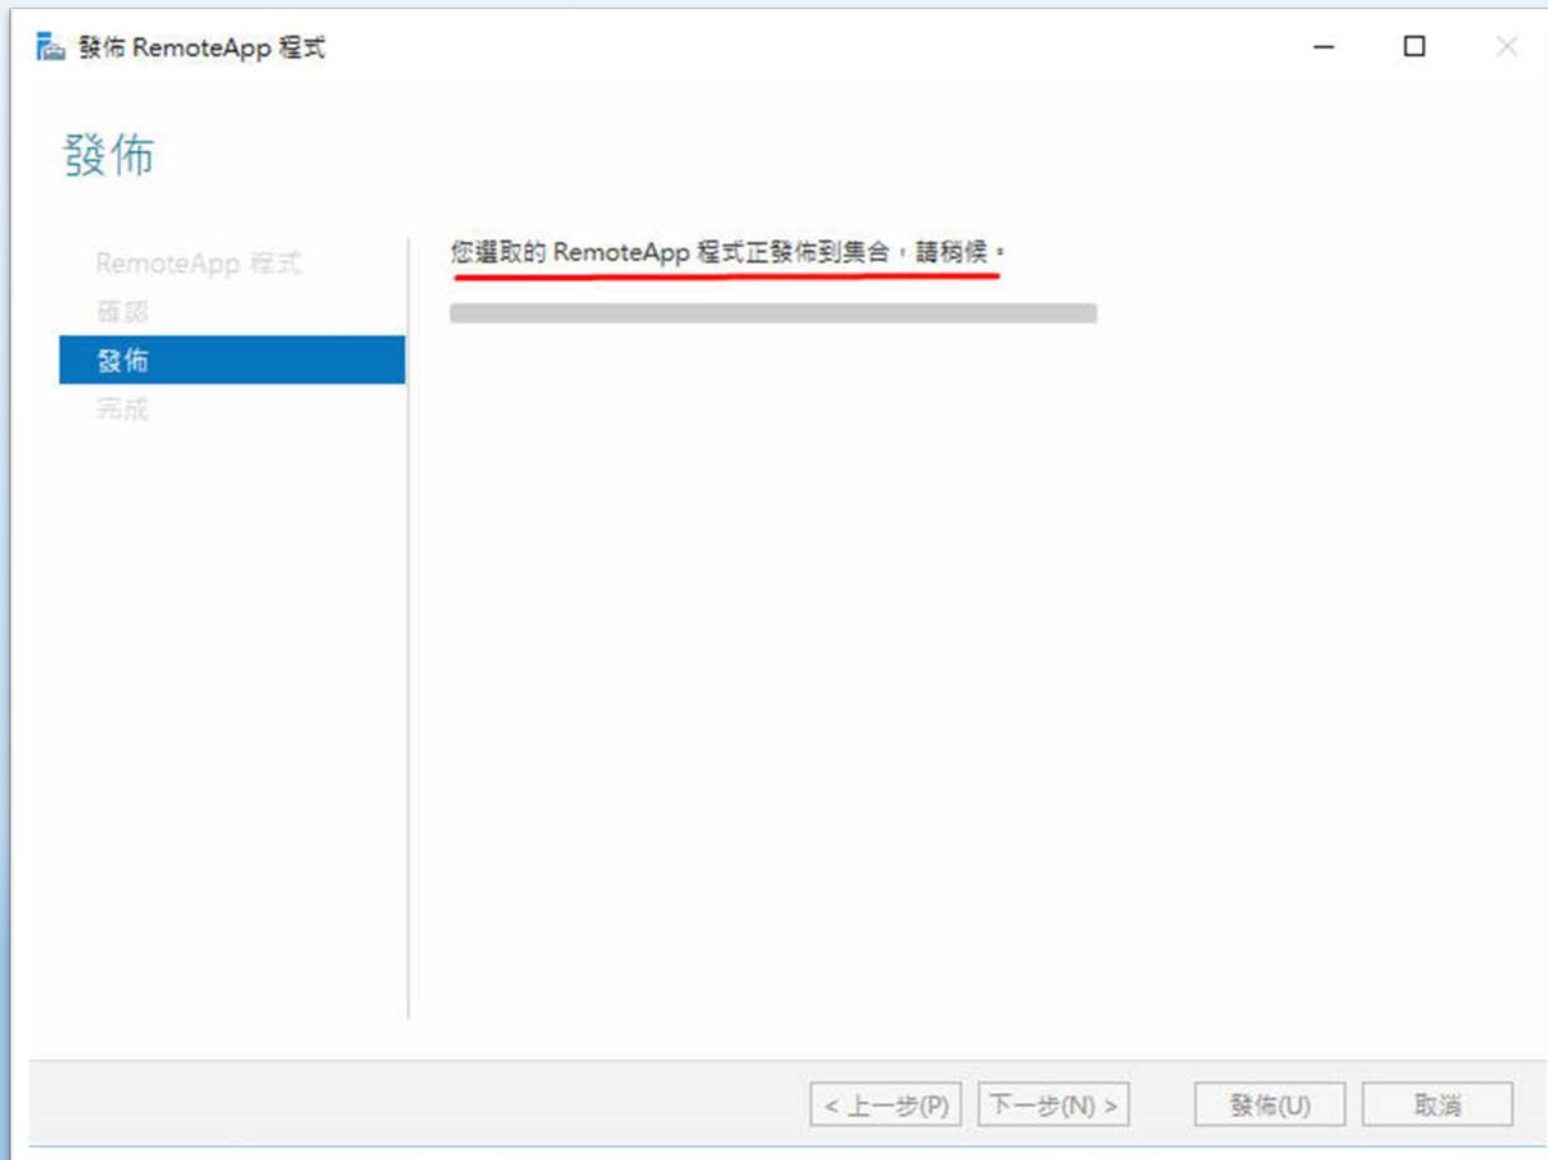 發佈 RemoteApp 程式
發佈
RemoteApp 程式
確認
發佈
完成
您選取的 RemoteApp 程式正發佈到集合，請稍候。
< 上一步(P)
下一步(N) >
發佈(U)
取消